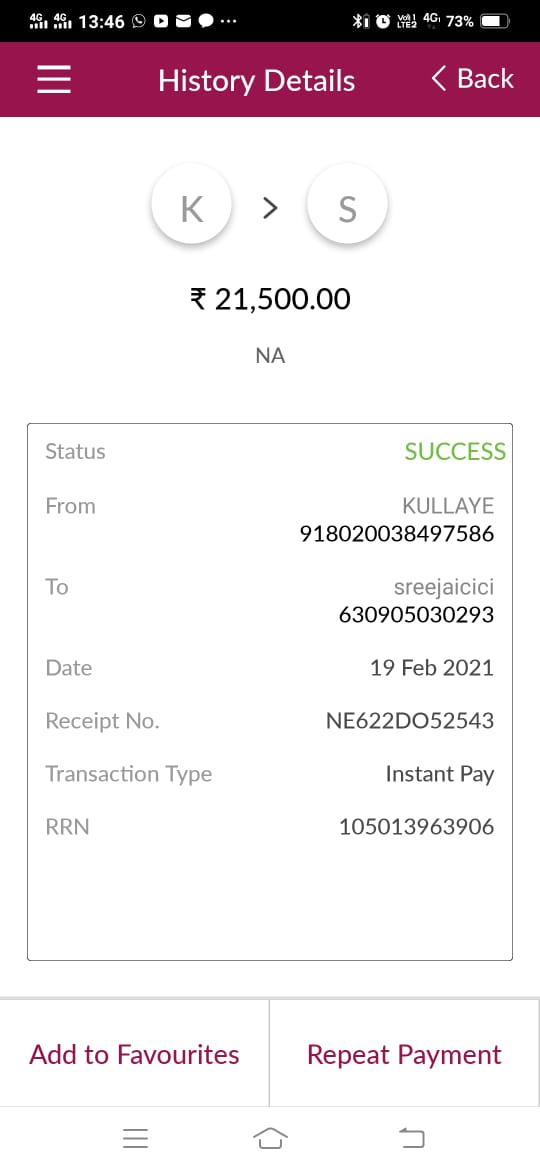 4G 4G 13:46 VoLTE2 4G 73%
History Details < Back
K > S
₹ 21,500.00
NA
Status SUCCESS
From KULLAYE
918020038497586
To sreejaicici
630905030293
Date 19 Feb 2021
Receipt No. NE622DO52543
Transaction Type Instant Pay
RRN 105013963906
Add to Favourites Repeat Payment